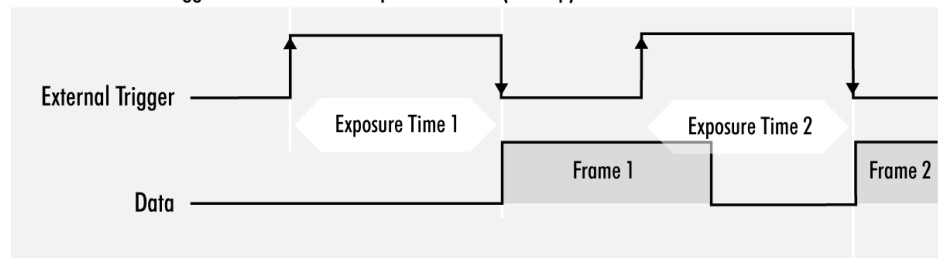 External Trigger
Exposure Time 1
Exposure Time 2
Frame 1
Frame 2
Data